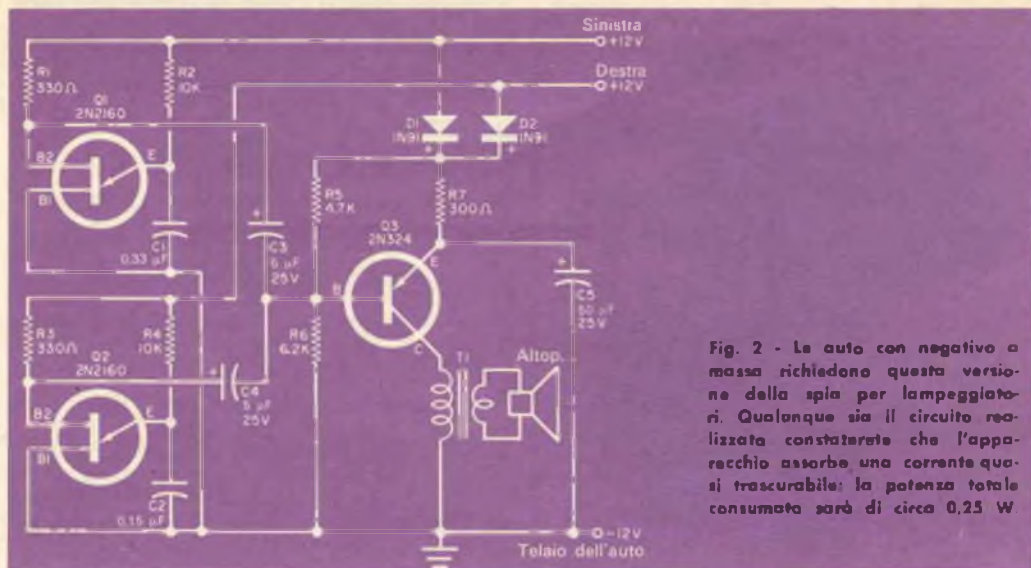 Sinistra
+12V
Destra
+12V
R1
330Ω
R2
10K
Q1
2N2160
B2
E
B1
C1
0,33 µF
C3
5 µF
25V
D1
1N91
+
D2
1N91
+
R5
4.7K
R7
300Ω
Q3
2N324
E
B
C
R6
6.2K
C5
50 µF
25V
+
R3
330Ω
R4
10K
Q2
2N2160
B2
E
B1
C4
5 µF
25V
+
C2
0,15 µF
T1
Altop.
-12V
Telaio dell'auto
Fig. 2 - Le auto con negativo a
massa richiedono questa versio-
ne della spia per lampeggiato-
ri. Qualunque sia il circuito rea-
lizzato constaterete che l'appa-
recchio assorbe una corrente qua-
si trascurabile; la potenza totale
consumata sarà di circa 0,25 W.